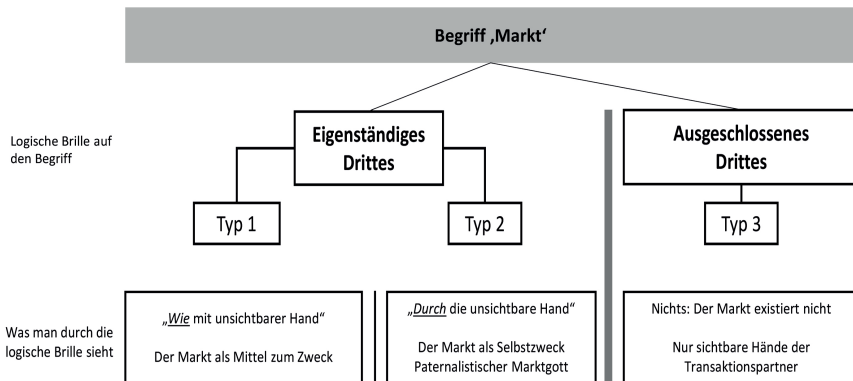 Begriff ‚Markt‘
Logische Brille auf
den Begriff
Eigenständiges
Drittes
Ausgeschlossenes
Drittes
Typ 1
Typ 2
Typ 3
Was man durch die
logische Brille sieht
„Wie mit unsichtbarer Hand“
Der Markt als Mittel zum Zweck
„Durch die unsichtbare Hand“
Der Markt als Selbstzweck
Paternalistischer Marktgott
Nichts: Der Markt existiert nicht
Nur sichtbare Hände der
Transaktionspartner